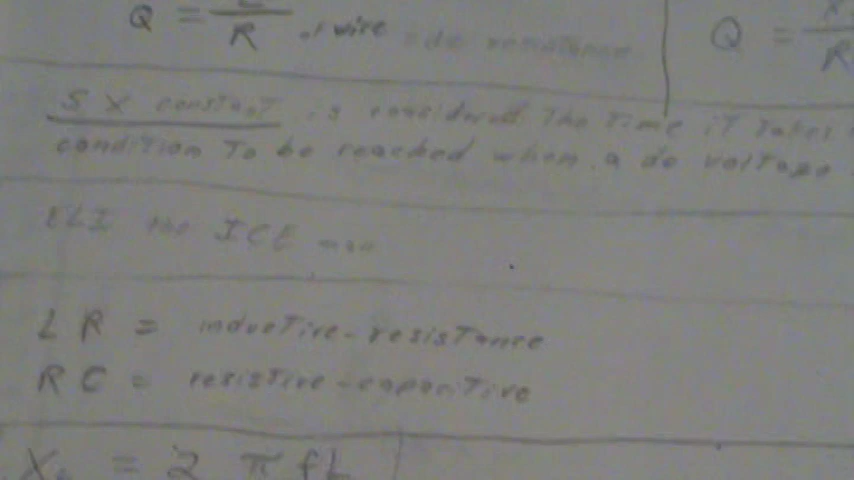 Q = L/R wire = dc resistance
Q = X / R
5 X constant is considered the time it takes
condition to be reached when a dc voltage
ELI the ICE man
LR = inductive-resistance
RC = resistive-capacitive
XL = 2 π fL